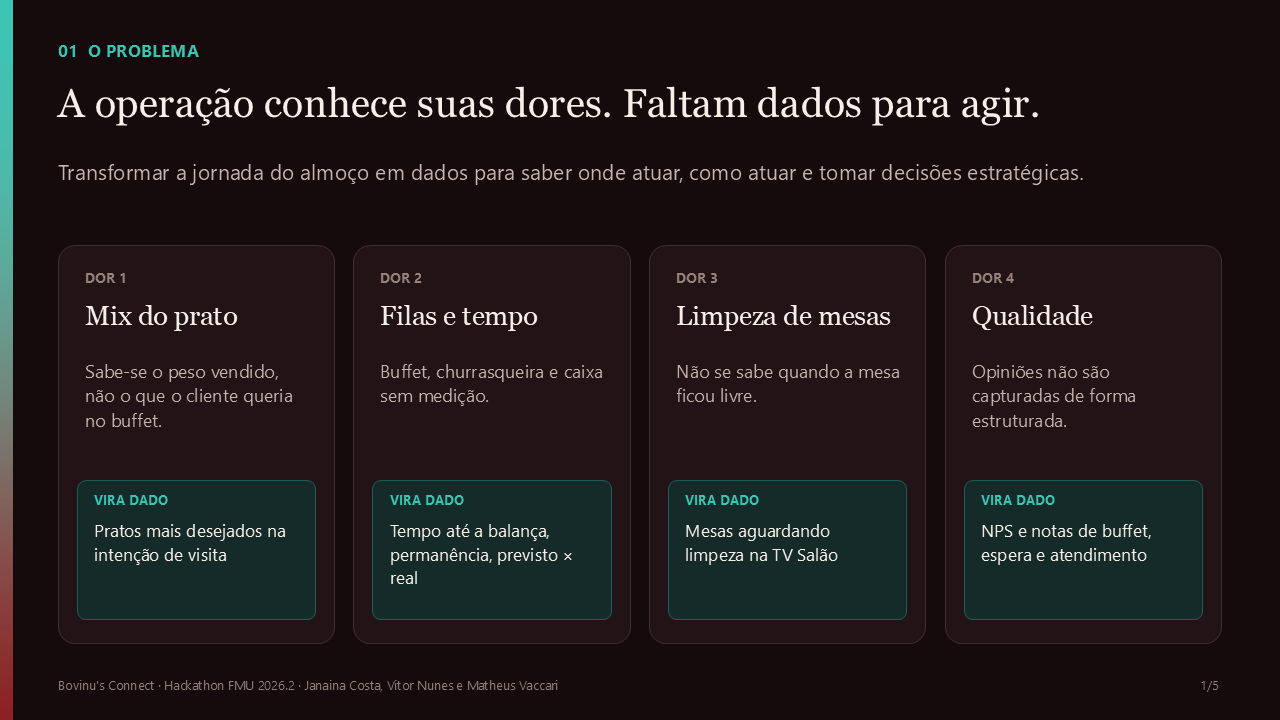 01 O PROBLEMA
A operação conhece suas dores. Faltam dados para agir.
Transformar a jornada do almoço em dados para saber onde atuar, como atuar e tomar decisões estratégicas.
DOR 1
Mix do prato
Sabe-se o peso vendido,
não o que o cliente queria
no buffet.
VIRA DADO
Pratos mais desejados na
intenção de visita
DOR 2
Filas e tempo
Buffet, churrasqueira e caixa
sem medição.
VIRA DADO
Tempo até a balança,
permanência, previsto ×
real
DOR 3
Limpeza de mesas
Não se sabe quando a mesa
ficou livre.
VIRA DADO
Mesas aguardando
limpeza na TV Salão
DOR 4
Qualidade
Opiniões não são
capturadas de forma
estruturada.
VIRA DADO
NPS e notas de buffet,
espera e atendimento
Bovinu's Connect · Hackathon FMU 2026.2 · Janaina Costa, Vitor Nunes e Matheus Vaccari
1/5